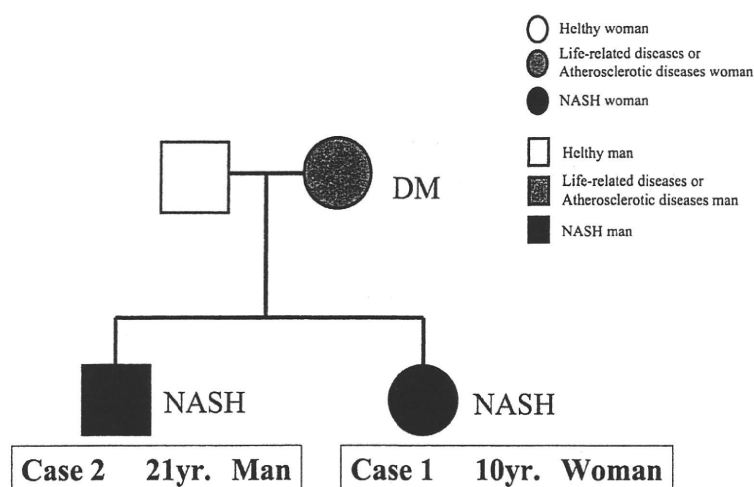 Helthy woman
Life-related diseases or
Atherosclerotic diseases woman
NASH woman
Helthy man
Life-related diseases or
Atherosclerotic diseases man
NASH man
DM
NASH
NASH
Case 2 21yr. Man
Case 1 10yr. Woman